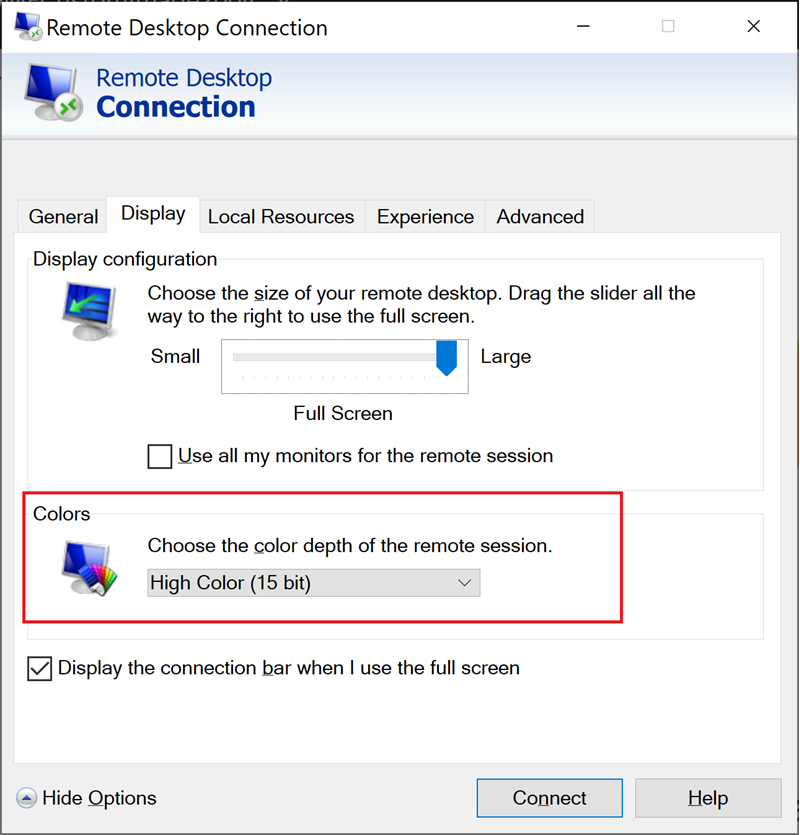 Remote Desktop Connection
Remote Desktop
Connection
General
Display
Local Resources
Experience
Advanced
Display configuration
Choose the size of your remote desktop. Drag the slider all the
way to the right to use the full screen.
Small
Large
Full Screen
Use all my monitors for the remote session
Colors
Choose the color depth of the remote session.
High Color (15 bit)
Display the connection bar when I use the full screen
Hide Options
Connect
Help